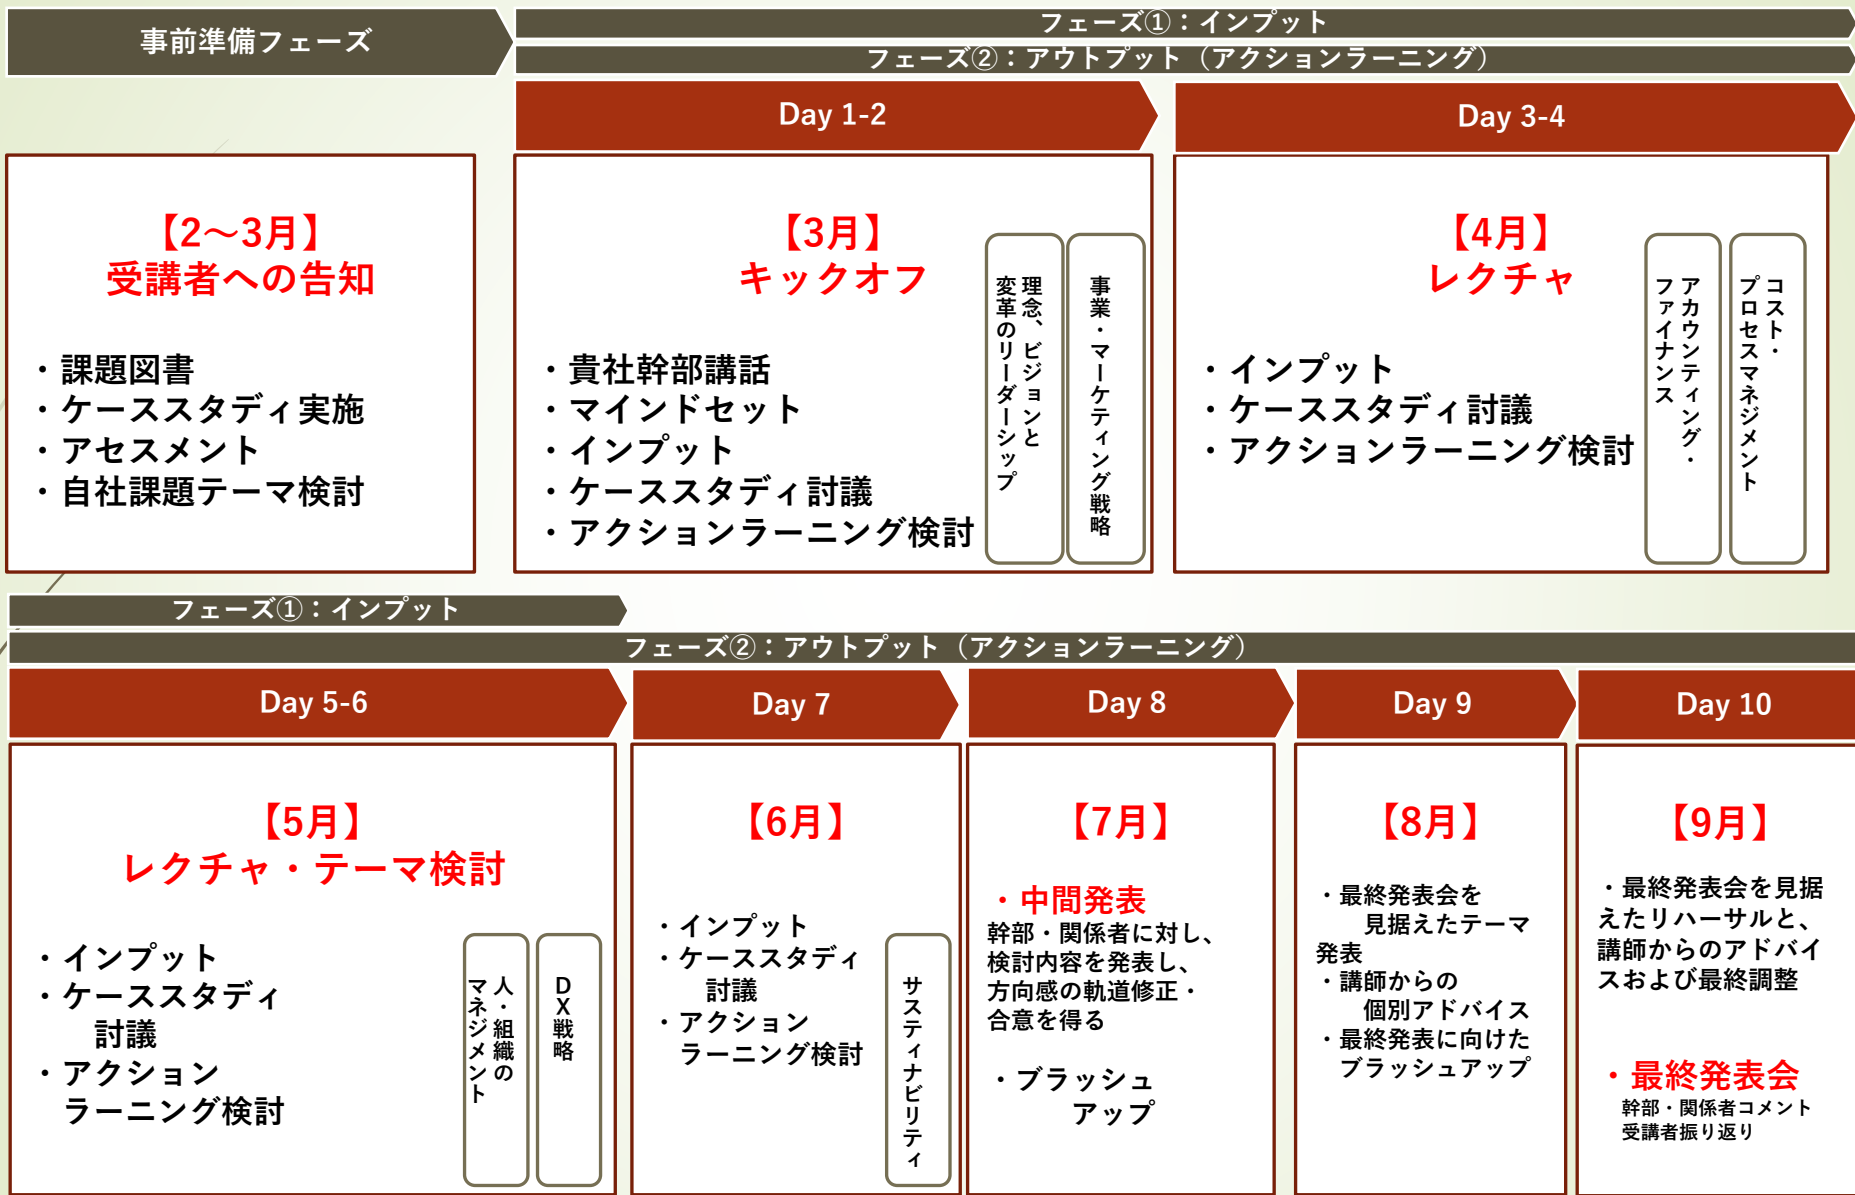 事前準備フェーズ
フェーズ①：インプット
フェーズ②：アウトプット（アクションラーニング）
Day 1-2
Day 3-4
【2～3月】
受講者への告知
・課題図書
・ケーススタディ実施
・アセスメント
・自社課題テーマ検討
【3月】
キックオフ
・貴社幹部講話
・マインドセット
・インプット
・ケーススタディ討議
・アクションラーニング検討
理念、ビジョンと
変革のリーダーシップ
事業・マーケティング戦略
【4月】
レクチャ
・インプット
・ケーススタディ討議
・アクションラーニング検討
アカウンティング・
ファイナンス
コスト・
プロセスマネジメント
フェーズ①：インプット
フェーズ②：アウトプット（アクションラーニング）
Day 5-6
Day 7
Day 8
Day 9
Day 10
【5月】
レクチャ・テーマ検討
・インプット
・ケーススタディ
討議
・アクション
ラーニング検討
人・組織の
マネジメント
DX戦略
【6月】
・インプット
・ケーススタディ
討議
・アクション
ラーニング検討
サスティナビリティ
【7月】
・中間発表
幹部・関係者に対し、
検討内容を発表し、
方向感の軌道修正・
合意を得る
・ブラッシュ
アップ
【8月】
・最終発表会を
見据えたテーマ
発表
・講師からの
個別アドバイス
・最終発表に向けた
ブラッシュアップ
【9月】
・最終発表会を見据
えたリハーサルと、
講師からのアドバイ
スおよび最終調整
・最終発表会
幹部・関係者コメント
受講者振り返り